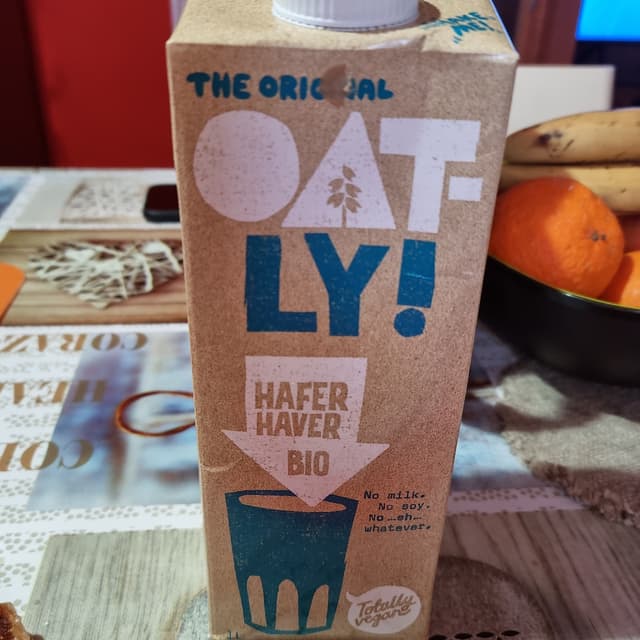 THE ORIGINAL
OAT-
LY!
HAFER
HAVER
BIO
No milk.
No soy.
No …eh…
whatever.
Totally
vegan!